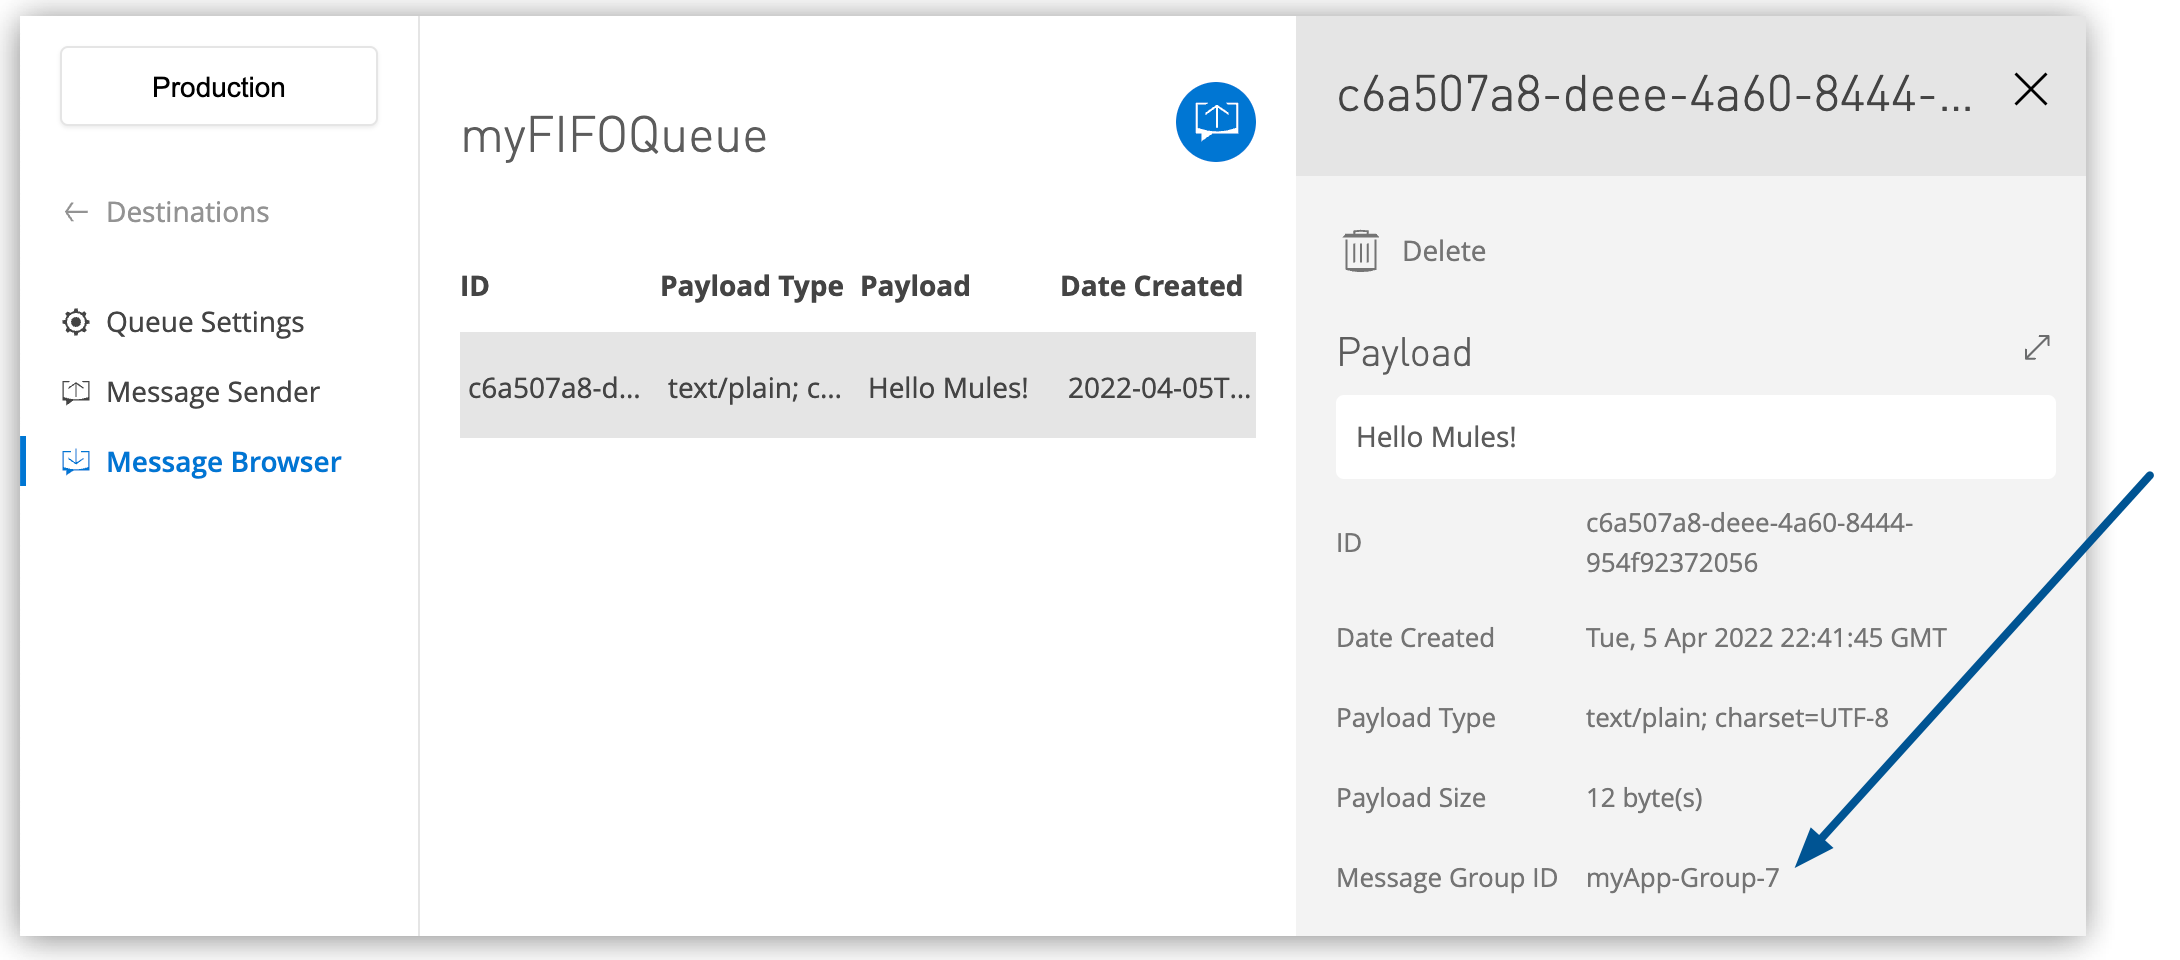 Production
Destinations
Queue Settings
Message Sender
Message Browser
myFIFOQueue
ID Payload Type Payload Date Created
c6a507a8-d... text/plain; c... Hello Mules! 2022-04-05T...
c6a507a8-deee-4a60-8444-...
Delete
Payload
Hello Mules!
ID c6a507a8-deee-4a60-8444-
954f92372056
Date Created Tue, 5 Apr 2022 22:41:45 GMT
Payload Type text/plain; charset=UTF-8
Payload Size 12 byte(s)
Message Group ID myApp-Group-7